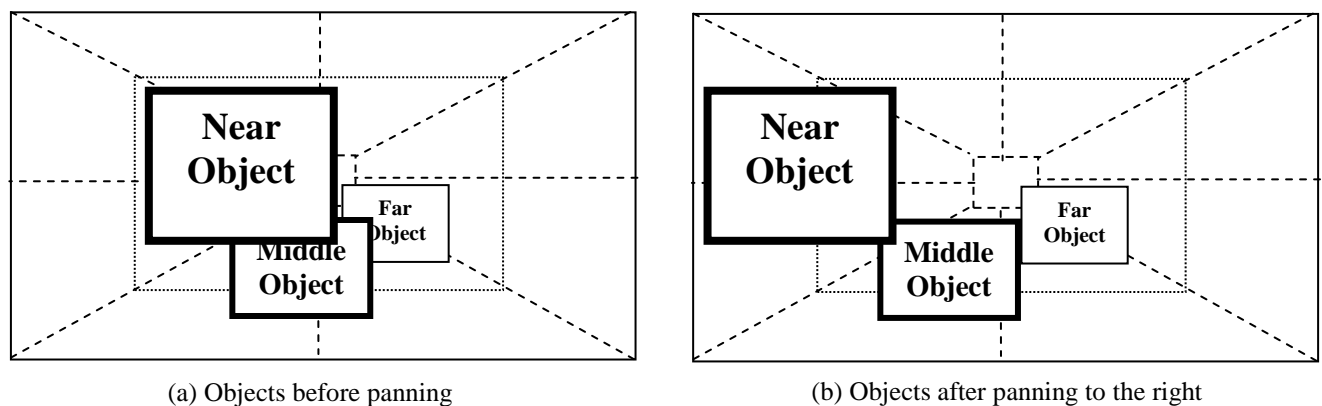 Near
Object
Far
Object
Middle
Object
(a) Objects before panning
Near
Object
Far
Object
Middle
Object
(b) Objects after panning to the right